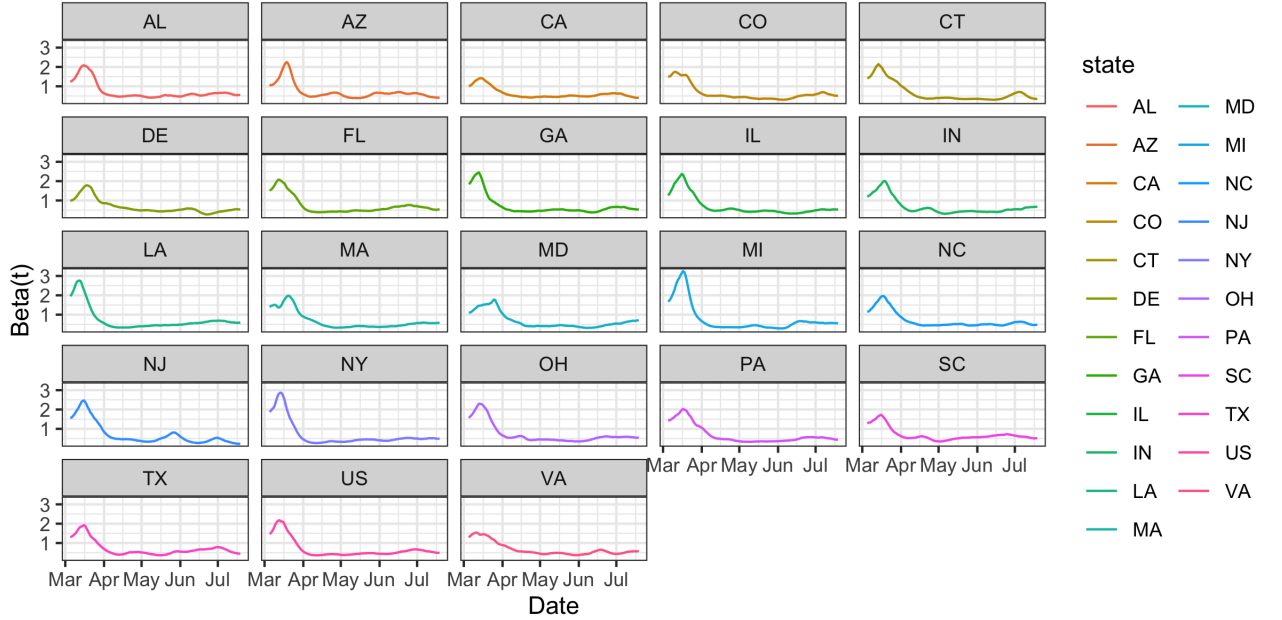 AL AZ CA CO CT
3
2
1
DE FL GA IL IN
3
2
1
LA MA MD MI NC
3
2
1
NJ NY OH PA SC
3
2
1
Mar Apr May Jun Jul Mar Apr May Jun Jul
TX US VA
3
2
1
Mar Apr May Jun Jul Mar Apr May Jun Jul Mar Apr May Jun Jul
Date
Beta(t)
state
AL MD
AZ MI
CA NC
CO NJ
CT NY
DE OH
FL PA
GA SC
IL TX
IN US
LA VA
MA